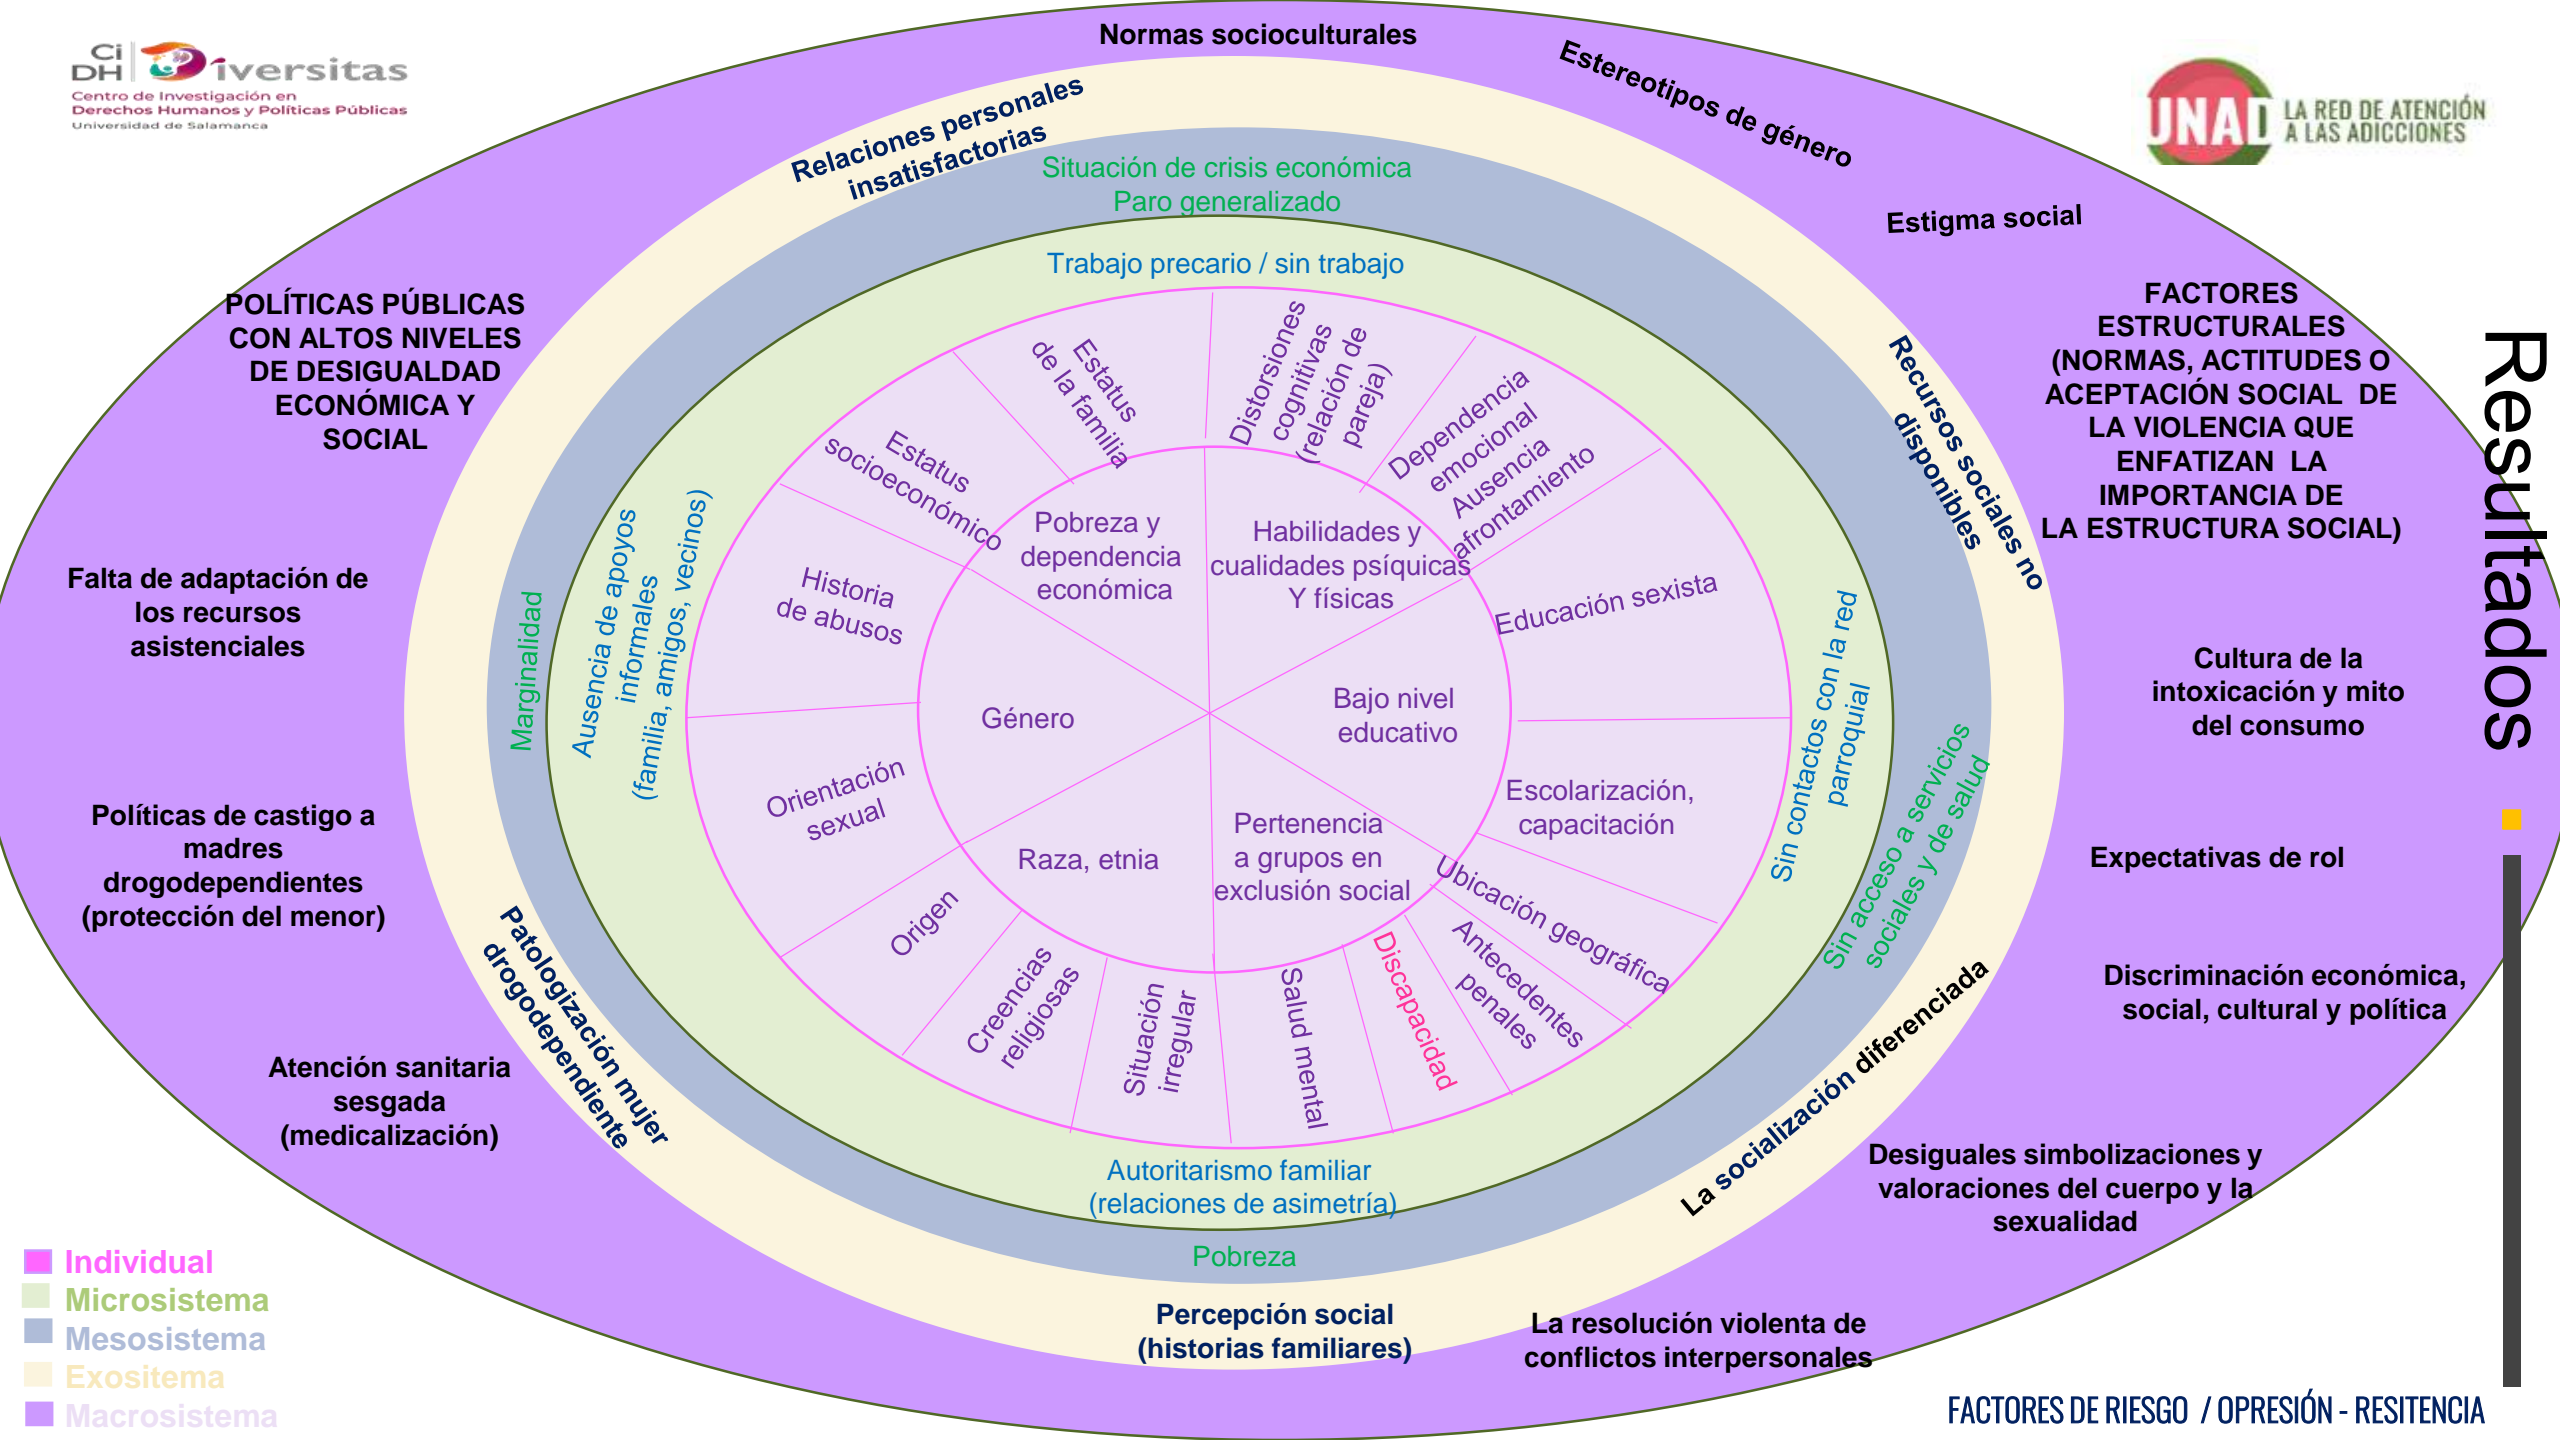 CiDH Diversitas
Centro de Investigación en
Derechos Humanos y Políticas Públicas
Universidad de Salamanca
UNAD
LA RED DE ATENCIÓN
A LAS ADICCIONES
Resultados
Normas socioculturales
Estereotipos de género
Estigma social
POLÍTICAS PÚBLICAS
CON ALTOS NIVELES
DE DESIGUALDAD
ECONÓMICA Y
SOCIAL
FACTORES
ESTRUCTURALES
(NORMAS, ACTITUDES O
ACEPTACIÓN SOCIAL DE
LA VIOLENCIA QUE
ENFATIZAN LA
IMPORTANCIA DE
LA ESTRUCTURA SOCIAL)
Falta de adaptación de
los recursos
asistenciales
Cultura de la
intoxicación y mito
del consumo
Políticas de castigo a
madres
drogodependientes
(protección del menor)
Expectativas de rol
Discriminación económica,
social, cultural y política
Atención sanitaria
sesgada
(medicalización)
Desiguales simbolizaciones y
valoraciones del cuerpo y la
sexualidad
La resolución violenta de
conflictos interpersonales
Relaciones personales
insatisfactorias
Recursos sociales no
disponibles
Patologización mujer
drogodependiente
La socialización diferenciada
Percepción social
(historias familiares)
Situación de crisis económica
Paro generalizado
Marginalidad
Sin acceso a servicios
sociales y de salud
Pobreza
Trabajo precario / sin trabajo
Ausencia de apoyos
informales
(familia, amigos, vecinos)
Sin contactos con la red
parroquial
Autoritarismo familiar
(relaciones de asimetría)
Estatus
de la familia
Distorsiones
cognitivas
(relación de
pareja)
Dependencia
emocional
Ausencia
afrontamiento
Estatus
socioeconómico
Historia
de abusos
Educación sexista
Orientación
sexual
Escolarización,
capacitación
Origen
Creencias
religiosas
Situación
irregular
Salud mental
Discapacidad
Antecedentes
penales
Ubicación geográfica
Pobreza y
dependencia
económica
Habilidades y
cualidades psíquicas
Y físicas
Género
Bajo nivel
educativo
Raza, etnia
Pertenencia
a grupos en
exclusión social
Individual
Microsistema
Mesosistema
Exositema
Macrosistema
FACTORES DE RIESGO / OPRESIÓN - RESITENCIA